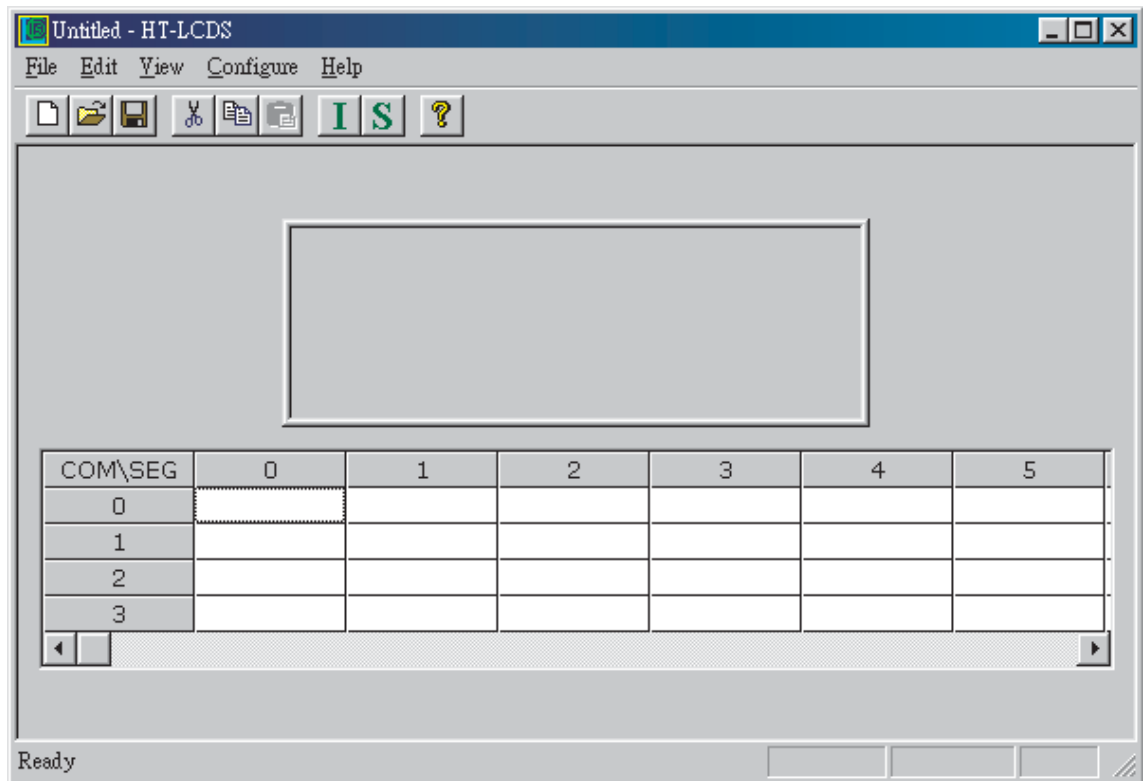 Untitled - HT-LCDS
File Edit View Configure Help
I S ?
COM\SEG 0 1 2 3 4 5
0
1
2
3
Ready